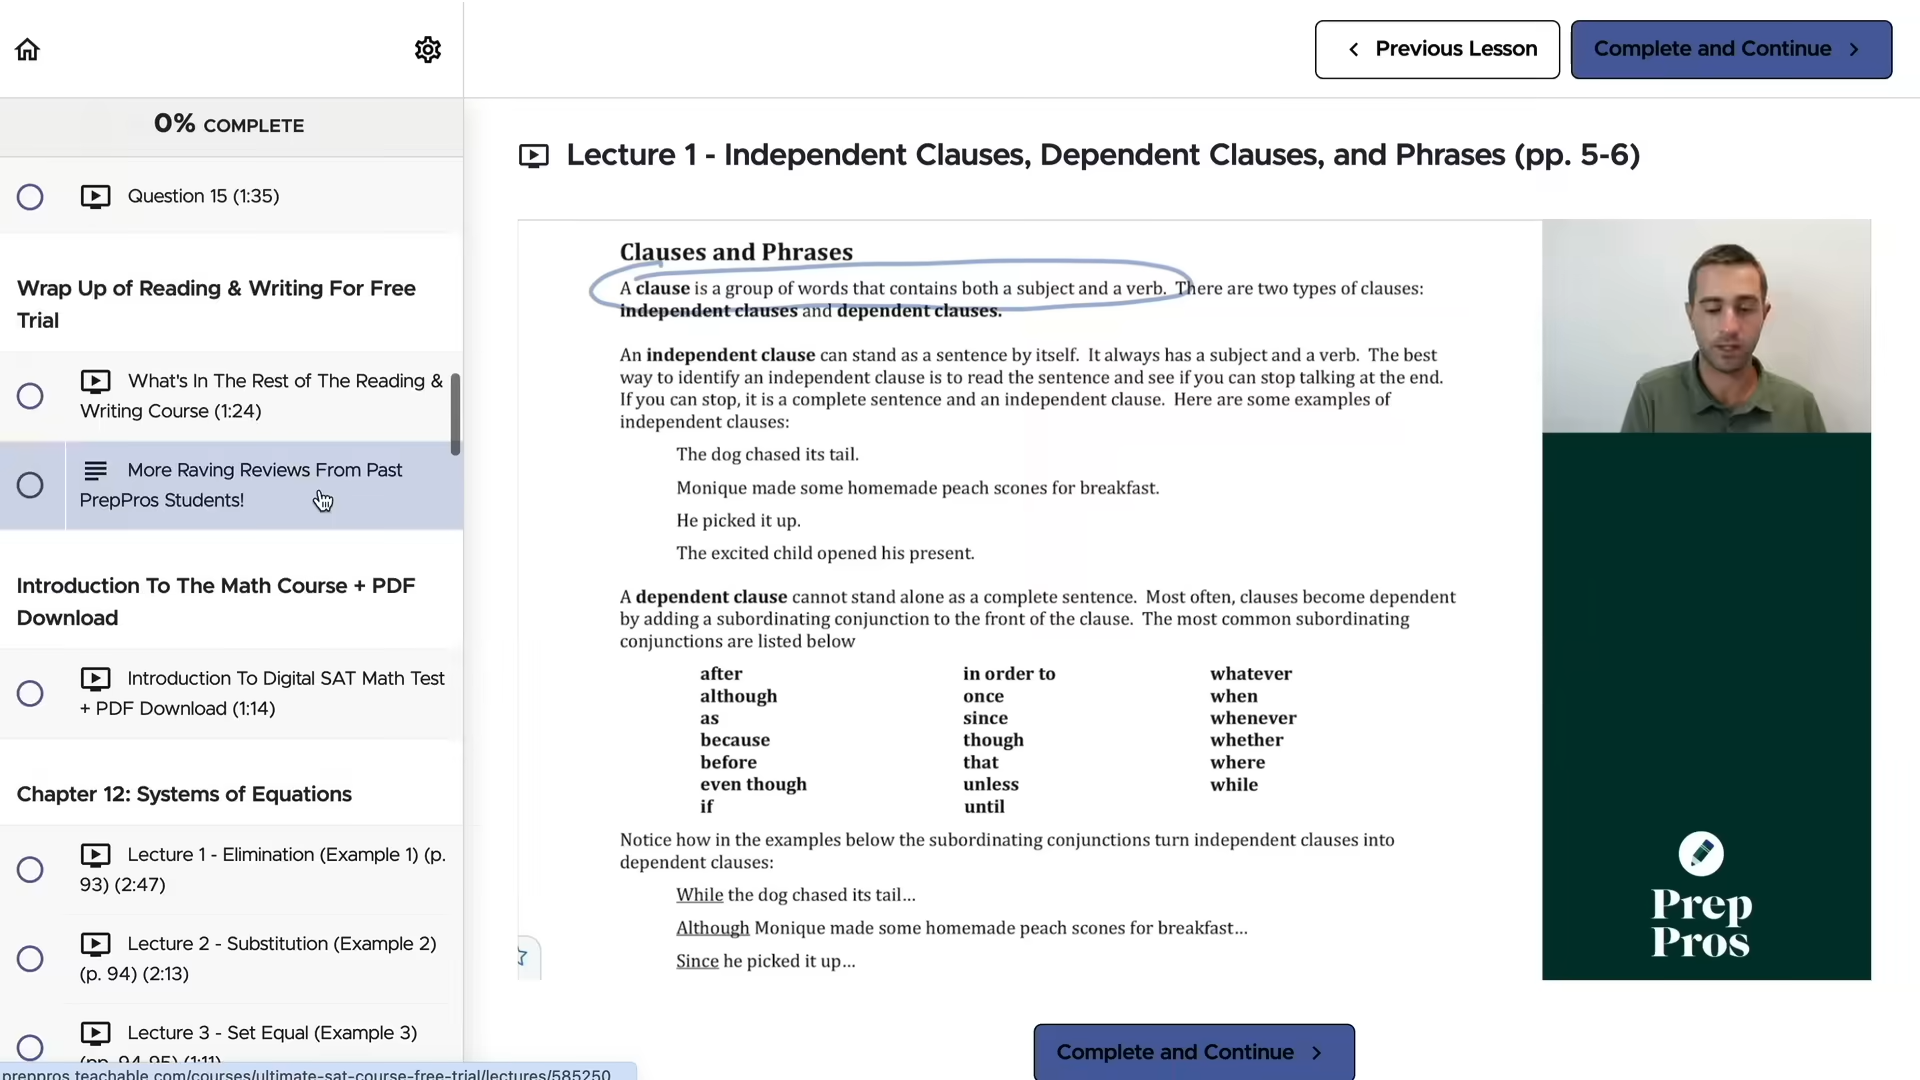 Previous Lesson
Complete and Continue
0% COMPLETE
Question 15 (1:35)
Wrap Up of Reading & Writing For Free
Trial
What's In The Rest of The Reading &
Writing Course (1:24)
More Raving Reviews From Past
PrepPros Students!
Introduction To The Math Course + PDF
Download
Introduction To Digital SAT Math Test
+ PDF Download (1:14)
Chapter 12: Systems of Equations
Lecture 1 - Elimination (Example 1) (p.
93) (2:47)
Lecture 2 - Substitution (Example 2)
(p. 94) (2:13)
Lecture 3 - Set Equal (Example 3)
(pp. 94-95) (1:11)
preppros.teachable.com/courses/ultimate-sat-course-free-trial/lectures/585250
Lecture 1 - Independent Clauses, Dependent Clauses, and Phrases (pp. 5-6)
Clauses and Phrases
A clause is a group of words that contains both a subject and a verb. There are two types of clauses:
independent clauses and dependent clauses.
An independent clause can stand as a sentence by itself. It always has a subject and a verb. The best
way to identify an independent clause is to read the sentence and see if you can stop talking at the end.
If you can stop, it is a complete sentence and an independent clause. Here are some examples of
independent clauses:
The dog chased its tail.
Monique made some homemade peach scones for breakfast.
He picked it up.
The excited child opened his present.
A dependent clause cannot stand alone as a complete sentence. Most often, clauses become dependent
by adding a subordinating conjunction to the front of the clause. The most common subordinating
conjunctions are listed below
after in order to whatever
although once when
as since whenever
because though whether
before that where
even though unless while
if until
Notice how in the examples below the subordinating conjunctions turn independent clauses into
dependent clauses:
While the dog chased its tail...
Although Monique made some homemade peach scones for breakfast...
Since he picked it up...
Prep
Pros
Complete and Continue